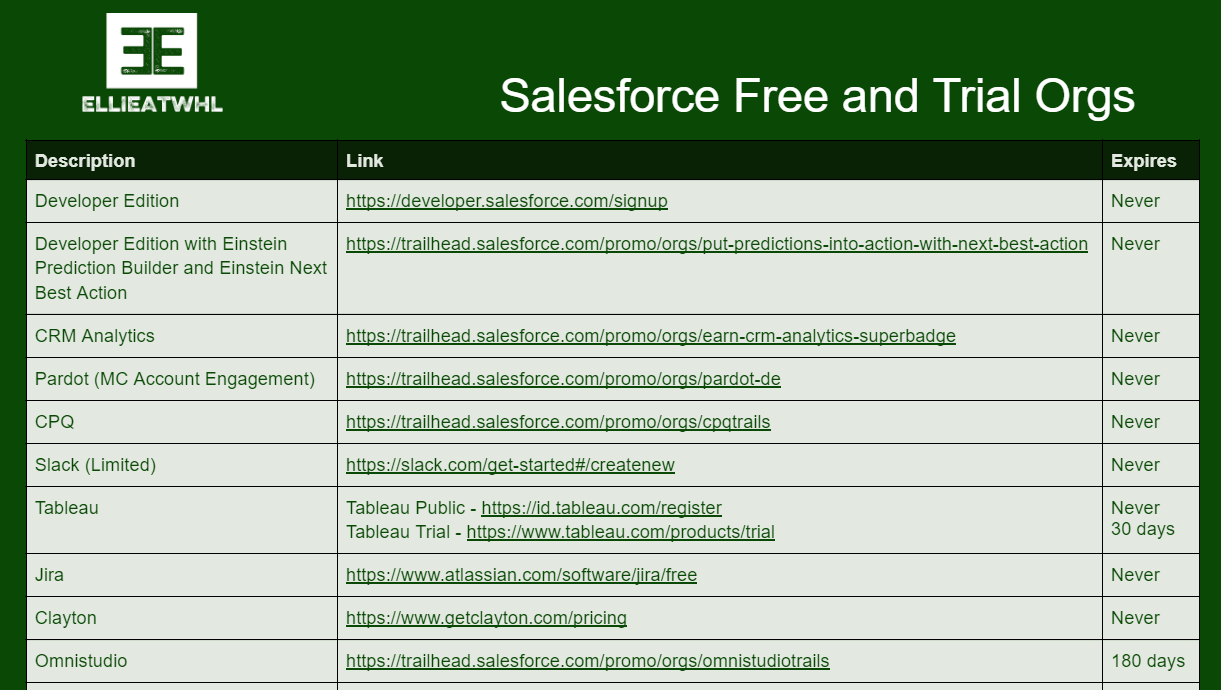 ELLIEATWHL
Salesforce Free and Trial Orgs
Description Link Expires
Developer Edition https://developer.salesforce.com/signup Never
Developer Edition with Einstein https://trailhead.salesforce.com/promo/orgs/put-predictions-into-action-with-next-best-action Never
Prediction Builder and Einstein Next
Best Action
CRM Analytics https://trailhead.salesforce.com/promo/orgs/earn-crm-analytics-superbadge Never
Pardot (MC Account Engagement) https://trailhead.salesforce.com/promo/orgs/pardot-de Never
CPQ https://trailhead.salesforce.com/promo/orgs/cpqtrails Never
Slack (Limited) https://slack.com/get-started#/createnew Never
Tableau Tableau Public - https://id.tableau.com/register Never
Tableau Trial - https://www.tableau.com/products/trial 30 days
Jira https://www.atlassian.com/software/jira/free Never
Clayton https://www.getclayton.com/pricing Never
Omnistudio https://trailhead.salesforce.com/promo/orgs/omnistudiotrails 180 days